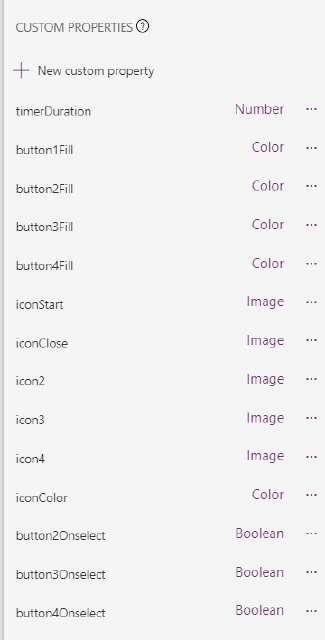 CUSTOM PROPERTIES ?
+ New custom property
timerDuration Number ...
button1Fill Color ...
button2Fill Color ...
button3Fill Color ...
button4Fill Color ...
iconStart Image ...
iconClose Image ...
icon2 Image ...
icon3 Image ...
icon4 Image ...
iconColor Color ...
button2Onselect Boolean ...
button3Onselect Boolean ...
button4Onselect Boolean ...